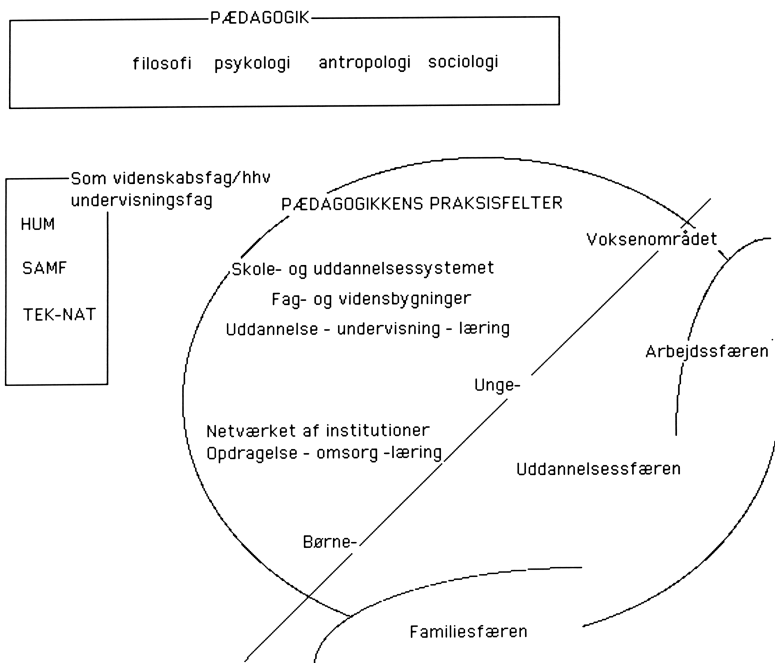 PÆDAGOGIK
filosofi psykologi antropologi sociologi
Som videnskabsfag/hhv
undervisningsfag
HUM
SAMF
TEK-NAT
PÆDAGOGIKKENS PRAKSISFELTER
Voksenområdet
Skole- og uddannelsessystemet
Fag- og vidensbygninger
Uddannelse - undervisning - læring
Arbejdssfæren
Unge-
Netværket af institutioner
Opdragelse - omsorg -læring
Uddannelsessfæren
Børne-
Familiesfæren